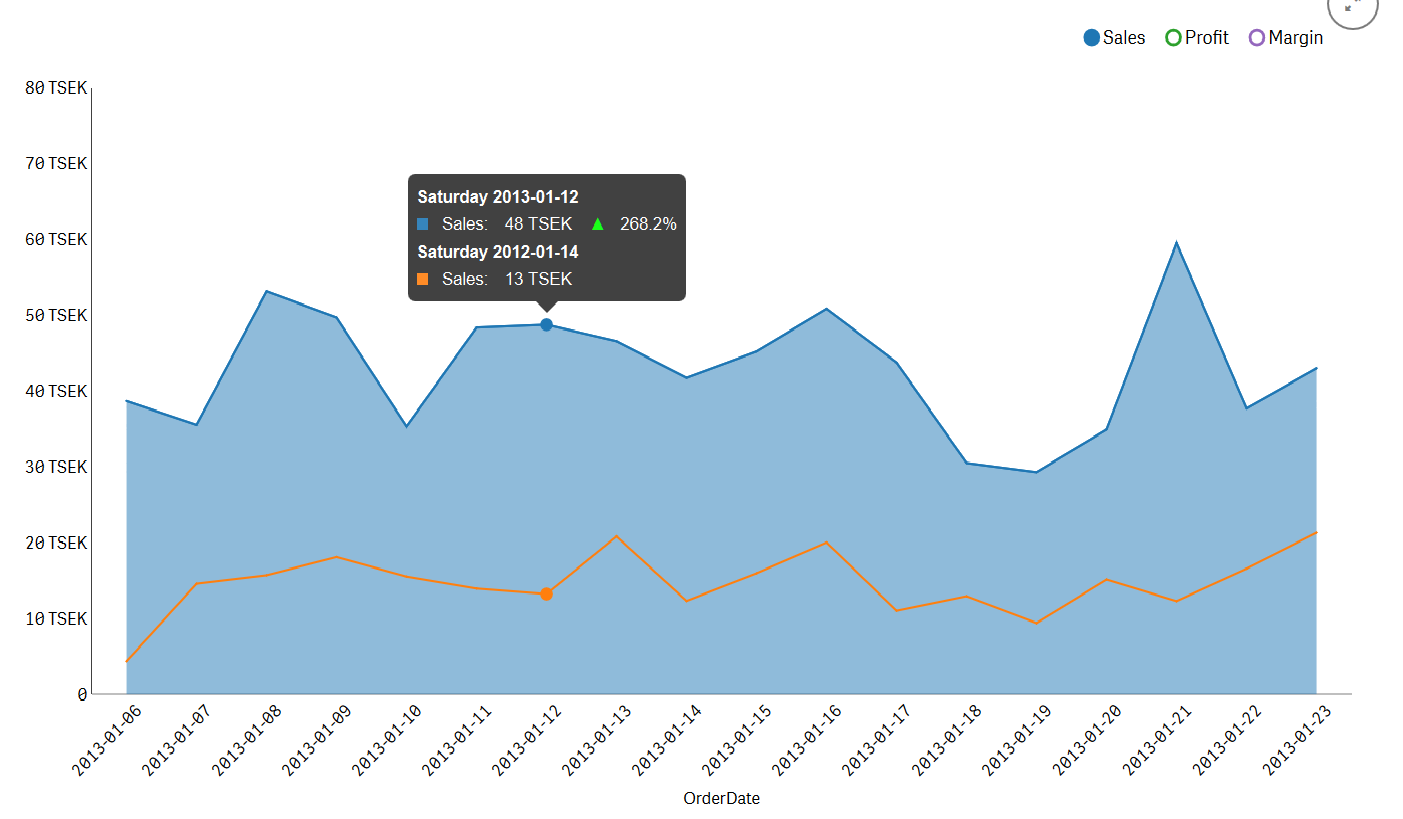 Sales Profit Margin
80 TSEK
70 TSEK
60 TSEK
50 TSEK
40 TSEK
30 TSEK
20 TSEK
10 TSEK
0
Saturday 2013-01-12
Sales: 48 TSEK ▲ 268.2%
Saturday 2012-01-14
Sales: 13 TSEK
2013-01-06
2013-01-07
2013-01-08
2013-01-09
2013-01-10
2013-01-11
2013-01-12
2013-01-13
2013-01-14
2013-01-15
2013-01-16
2013-01-17
2013-01-18
2013-01-19
2013-01-20
2013-01-21
2013-01-22
2013-01-23
OrderDate